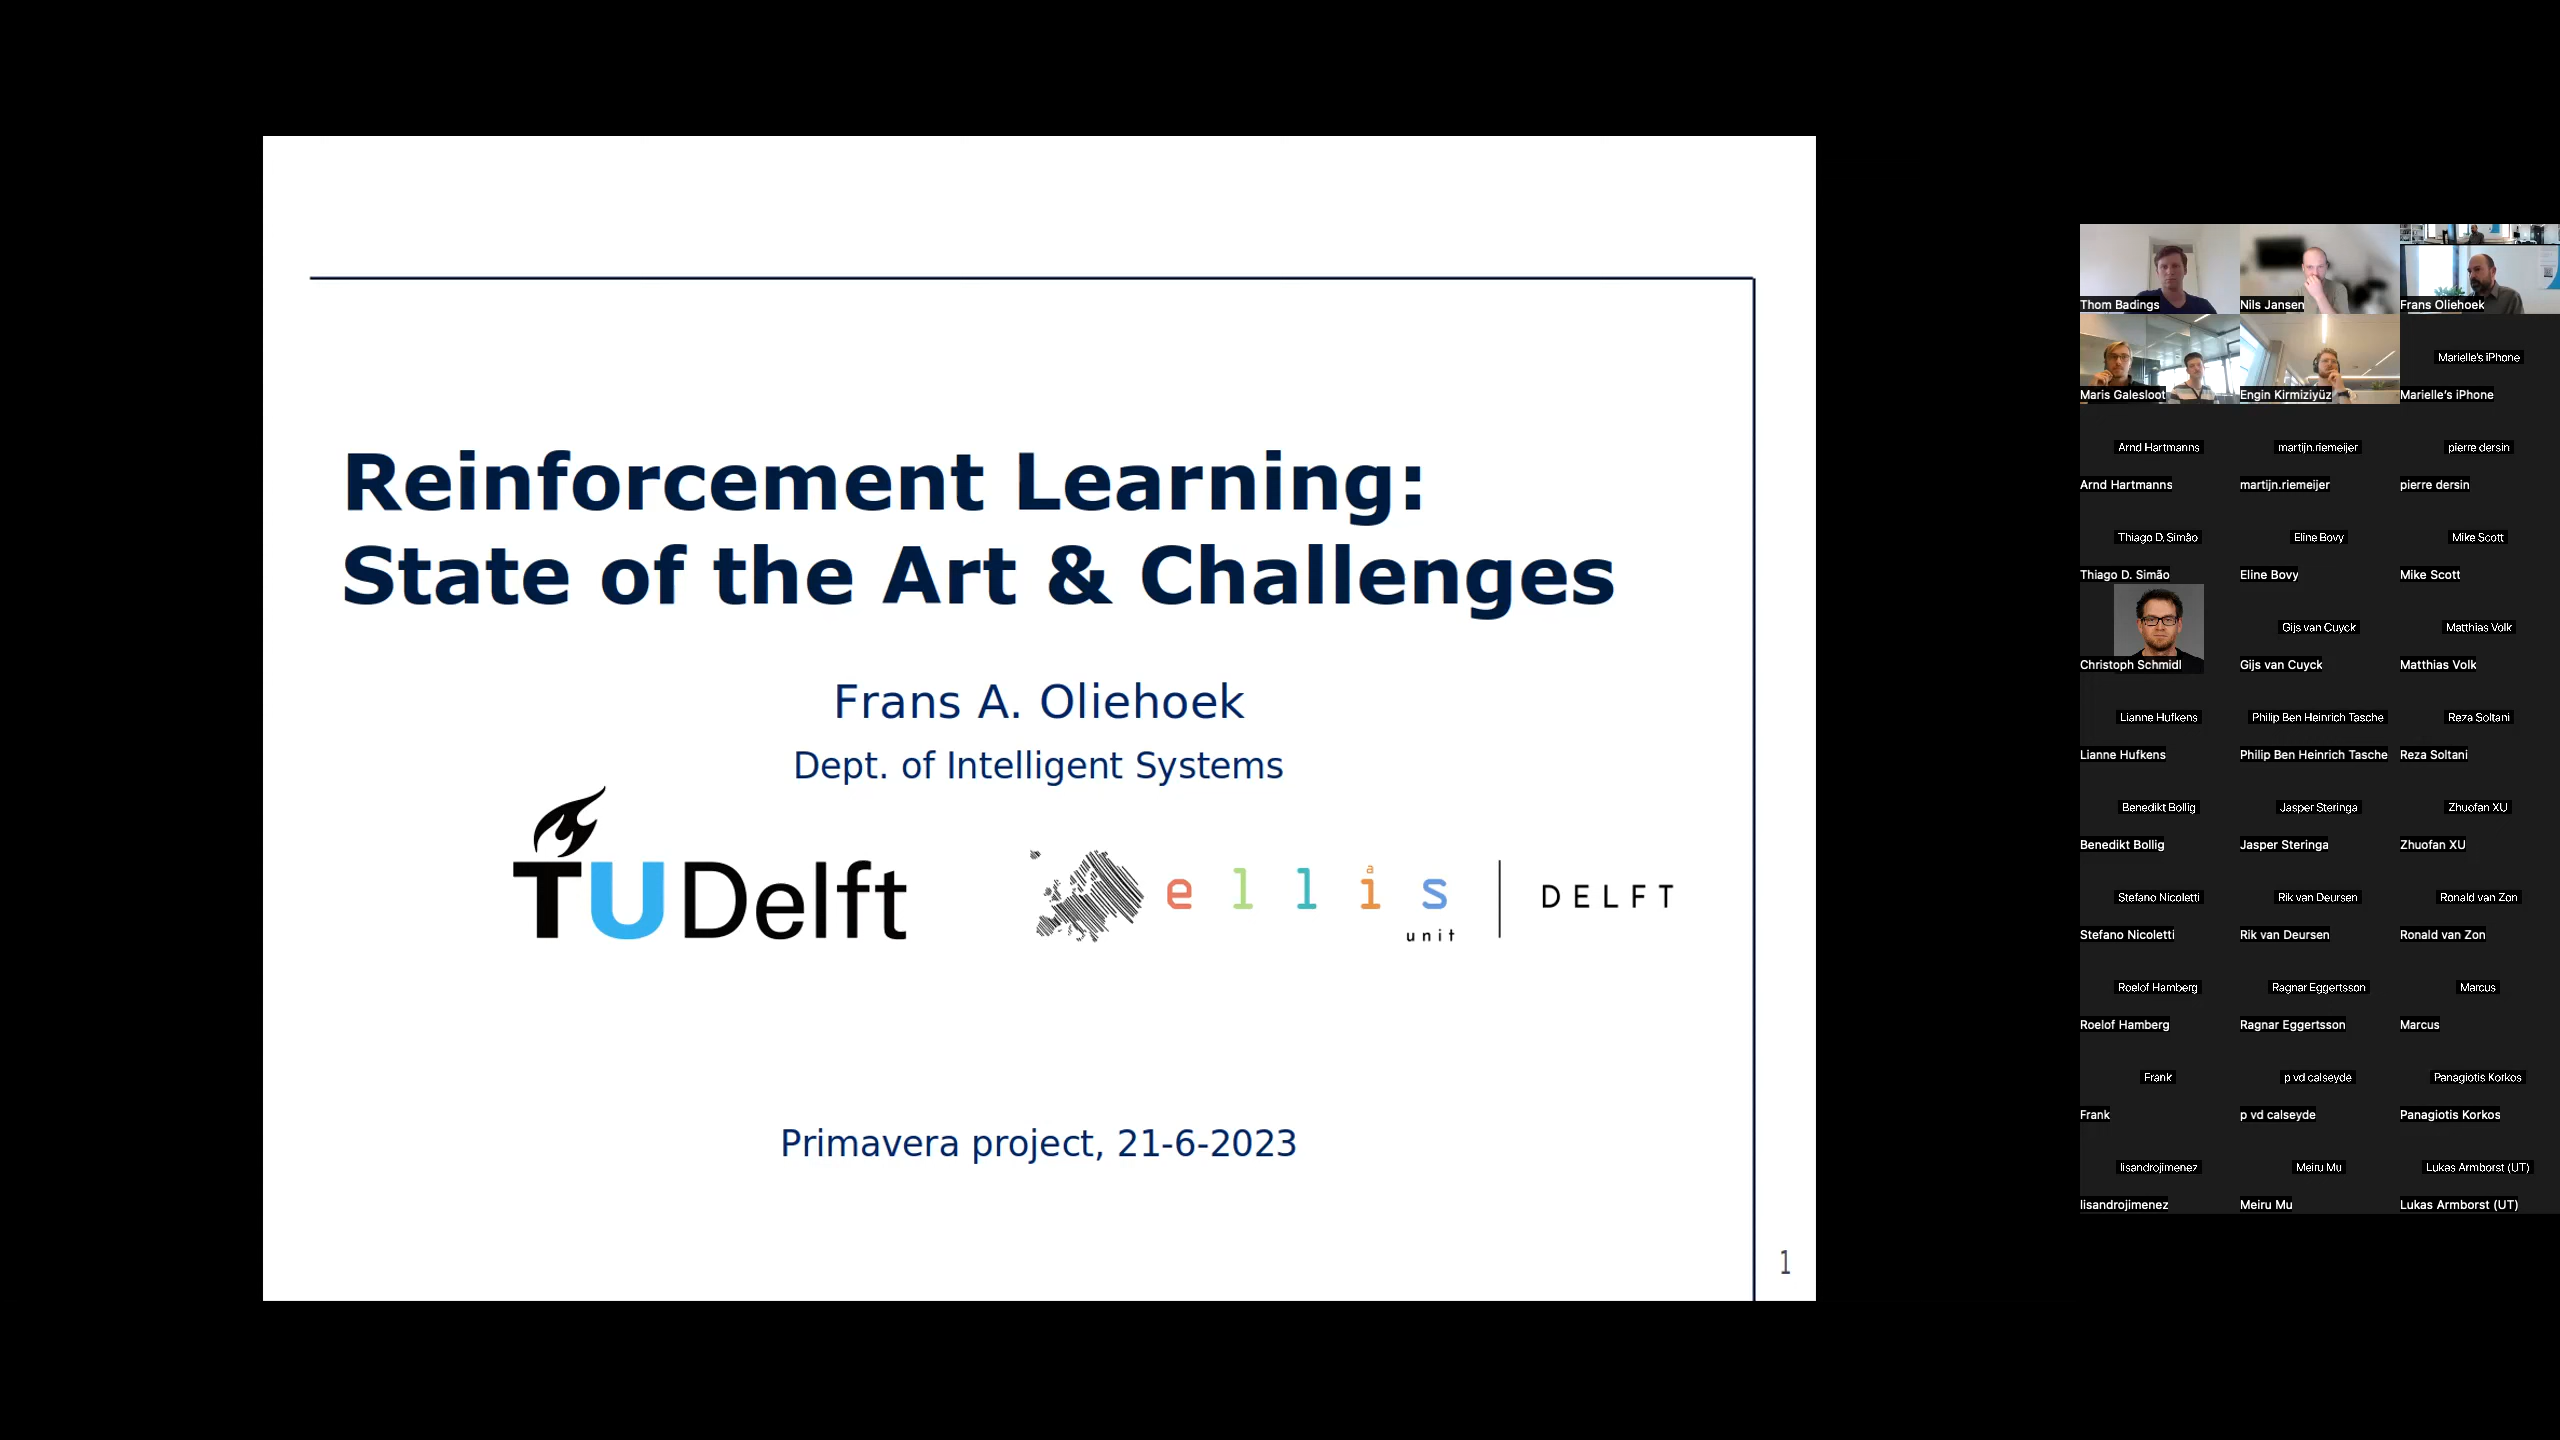 Reinforcement Learning:
State of the Art & Challenges
Frans A. Oliehoek
Dept. of Intelligent Systems
TU Delft
ellis
unit
DELFT
Primavera project, 21-6-2023
1
Thom Badings
Nils Jansen
Frans Oliehoek
Marielle's iPhone
Maris Galesloot
Engin Kirmiziyüz
Marielle's iPhone
Arnd Hartmanns
martijn.riemeijer
pierre dersin
Arnd Hartmanns
martijn.riemeijer
pierre dersin
Thiago D. Simão
Eline Bovy
Mike Scott
Thiago D. Simão
Eline Bovy
Mike Scott
Gijs van Cuyck
Matthias Volk
Christoph Schmidl
Gijs van Cuyck
Matthias Volk
Lianne Hufkens
Philip Ben Heinrich Tasche
Reza Soltani
Lianne Hufkens
Philip Ben Heinrich Tasche
Reza Soltani
Benedikt Bollig
Jasper Steringa
Zhuofan XU
Benedikt Bollig
Jasper Steringa
Zhuofan XU
Stefano Nicoletti
Rik van Deursen
Ronald van Zon
Stefano Nicoletti
Rik van Deursen
Ronald van Zon
Roelof Hamberg
Ragnar Eggertsson
Marcus
Roelof Hamberg
Ragnar Eggertsson
Marcus
Frank
p vd calseyde
Panagiotis Korkos
Frank
p vd calseyde
Panagiotis Korkos
lisandrojimenez
Meiru Mu
Lukas Armborst (UT)
lisandrojimenez
Meiru Mu
Lukas Armborst (UT)